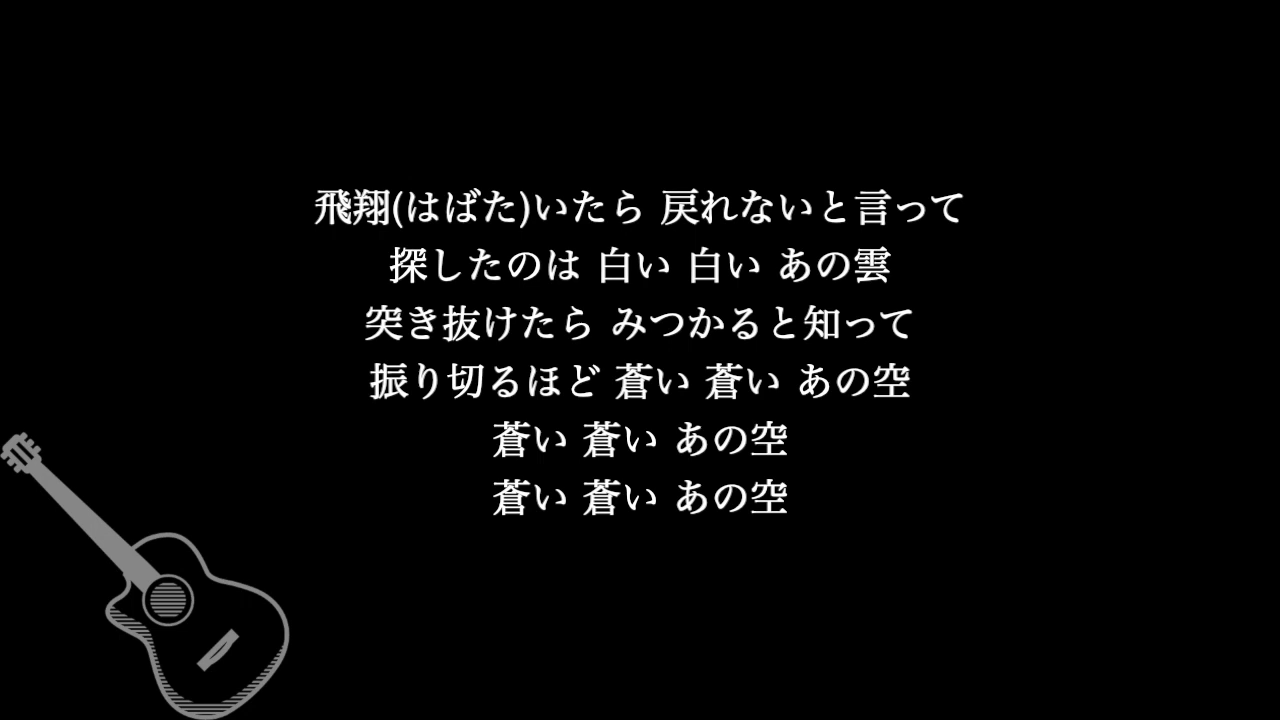 飛翔(はばた)いたら 戻れないと言って
探したのは 白い 白い あの雲
突き抜けたら みつかると知って
振り切るほど 蒼い 蒼い あの空
蒼い 蒼い あの空
蒼い 蒼い あの空